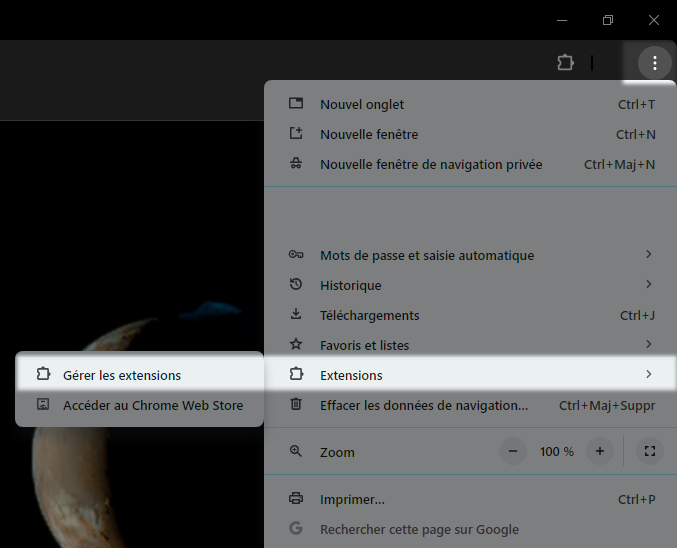 Nouvel onglet Ctrl+T
Nouvelle fenêtre Ctrl+N
Nouvelle fenêtre de navigation privée Ctrl+Maj+N
Mots de passe et saisie automatique
Historique
Téléchargements Ctrl+J
Favoris et listes
Gérer les extensions
Extensions
Accéder au Chrome Web Store
Effacer les données de navigation... Ctrl+Maj+Suppr
Zoom − 100 % +
Imprimer... Ctrl+P
Rechercher cette page sur Google